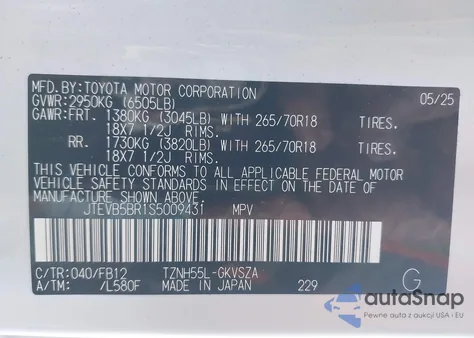 MFD.BY:TOYOTA MOTOR CORPORATION 05/25
GVWR:2950KG (6505LB)
GAWR:FRT. 1380KG (3045LB) WITH 265/70R18 TIRES.
18X7 1/2J RIMS.
RR. 1730KG (3820LB) WITH 265/70R18 TIRES.
18X7 1/2J RIMS.
THIS VEHICLE CONFORMS TO ALL APPLICABLE FEDERAL MOTOR
VEHICLE SAFETY STANDARDS IN EFFECT ON THE DATE OF
MANUFACTURE SHOWN ABOVE.
JTEVB5BR1S5009431 MPV
C/TR:040/FB12 TZNH55L-GKVSZA
A/TM: /L580F MADE IN JAPAN 229 G
autoSnap
Pewne auta z aukcji USA i EU